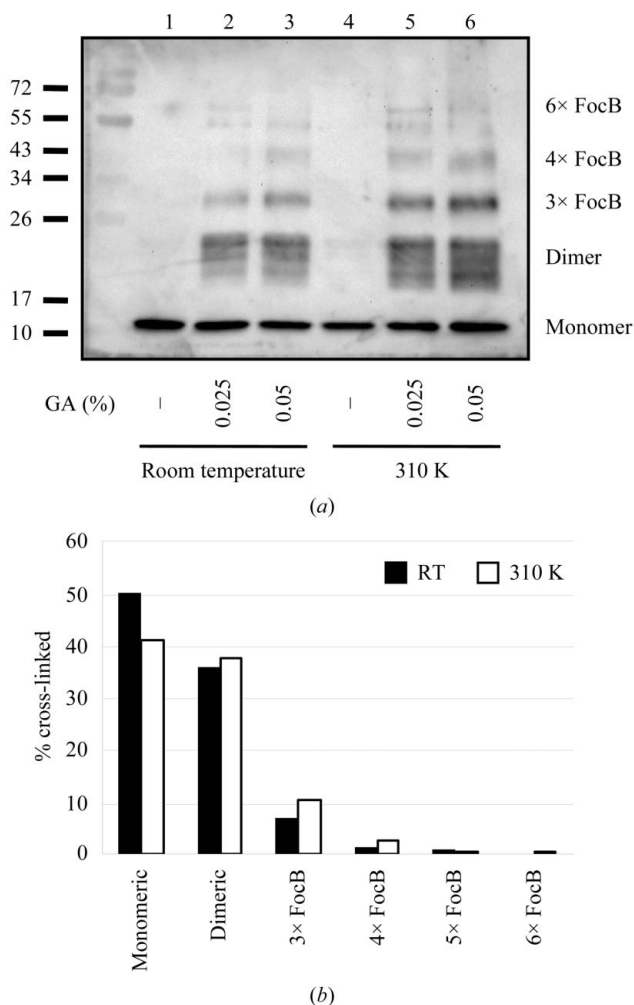 1 2 3 4 5 6
72
55
43
34
26
17
10
6× FocB
4× FocB
3× FocB
Dimer
Monomer
GA (%) – 0.025 0.05 – 0.025 0.05
Room temperature 310 K
(a)
60
50
40
30
20
10
0
% cross-linked
RT 310 K
Monomeric
Dimeric
3× FocB
4× FocB
5× FocB
6× FocB
(b)